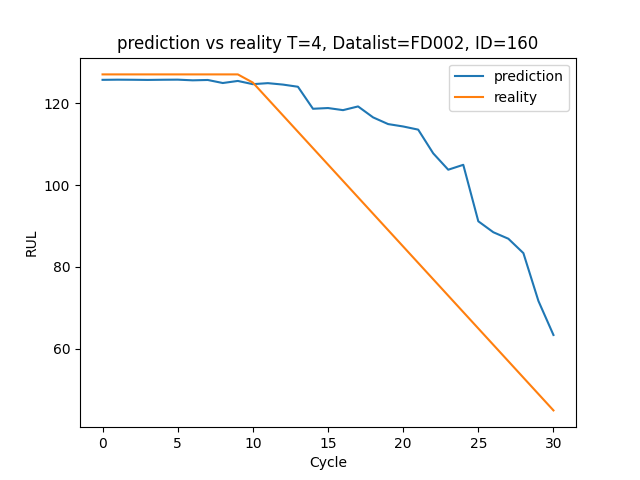 prediction vs reality T=4, Datalist=FD002, ID=160
prediction
reality
120
100
80
60
RUL
0 5 10 15 20 25 30
Cycle